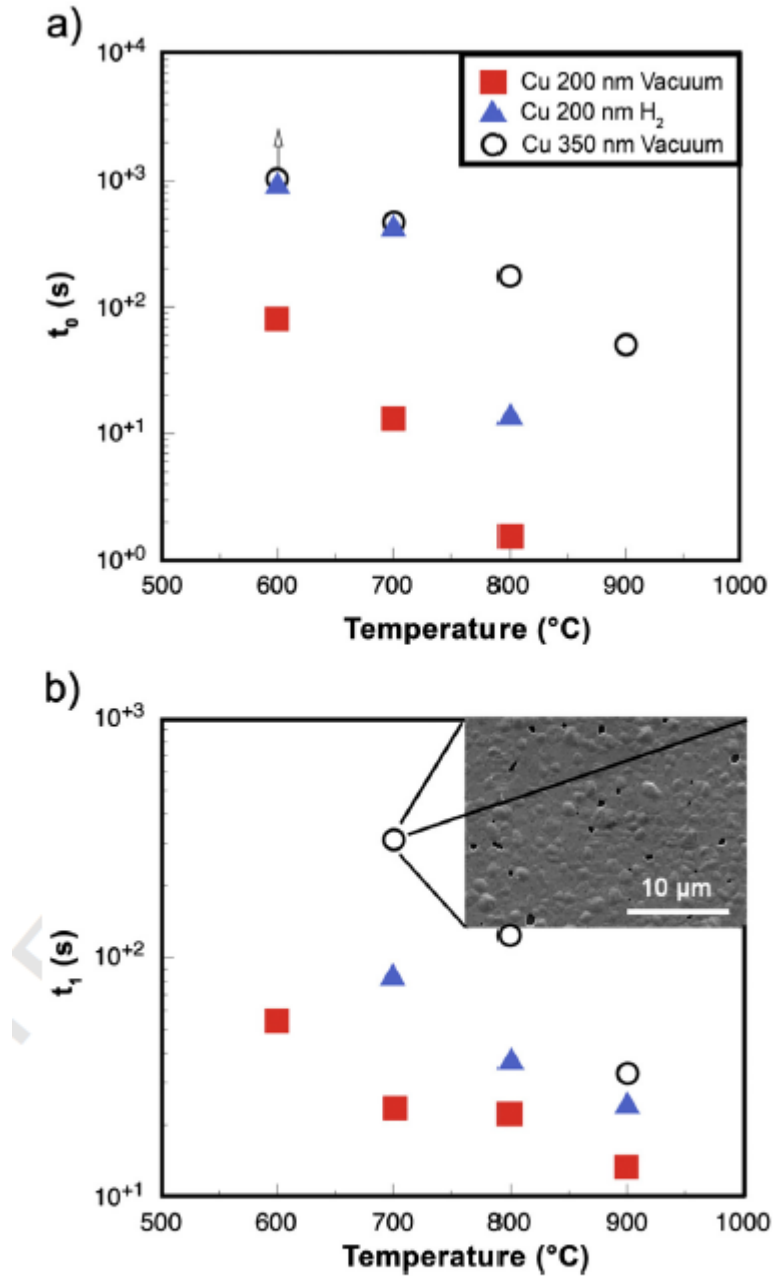 a)
10⁺⁴
10⁺³
10⁺²
10⁺¹
10⁺⁰
t₀ (s)
Cu 200 nm Vacuum
Cu 200 nm H₂
Cu 350 nm Vacuum
500 600 700 800 900 1000
Temperature (°C)
b)
10⁺³
10⁺²
10⁺¹
t₁ (s)
10 µm
500 600 700 800 900 1000
Temperature (°C)